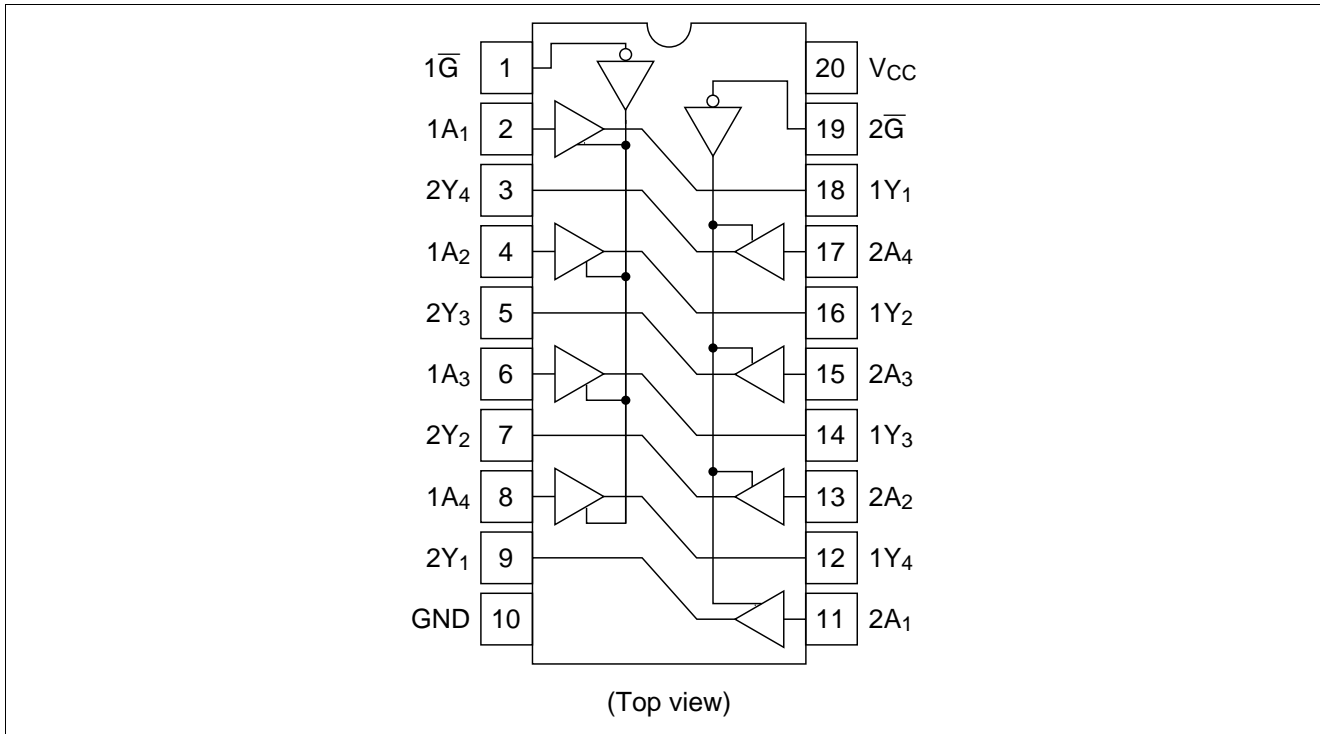 1G̅ 1 20 VCC
1A1 2 19 2G̅
2Y4 3 18 1Y1
1A2 4 17 2A4
2Y3 5 16 1Y2
1A3 6 15 2A3
2Y2 7 14 1Y3
1A4 8 13 2A2
2Y1 9 12 1Y4
GND 10 11 2A1
(Top view)